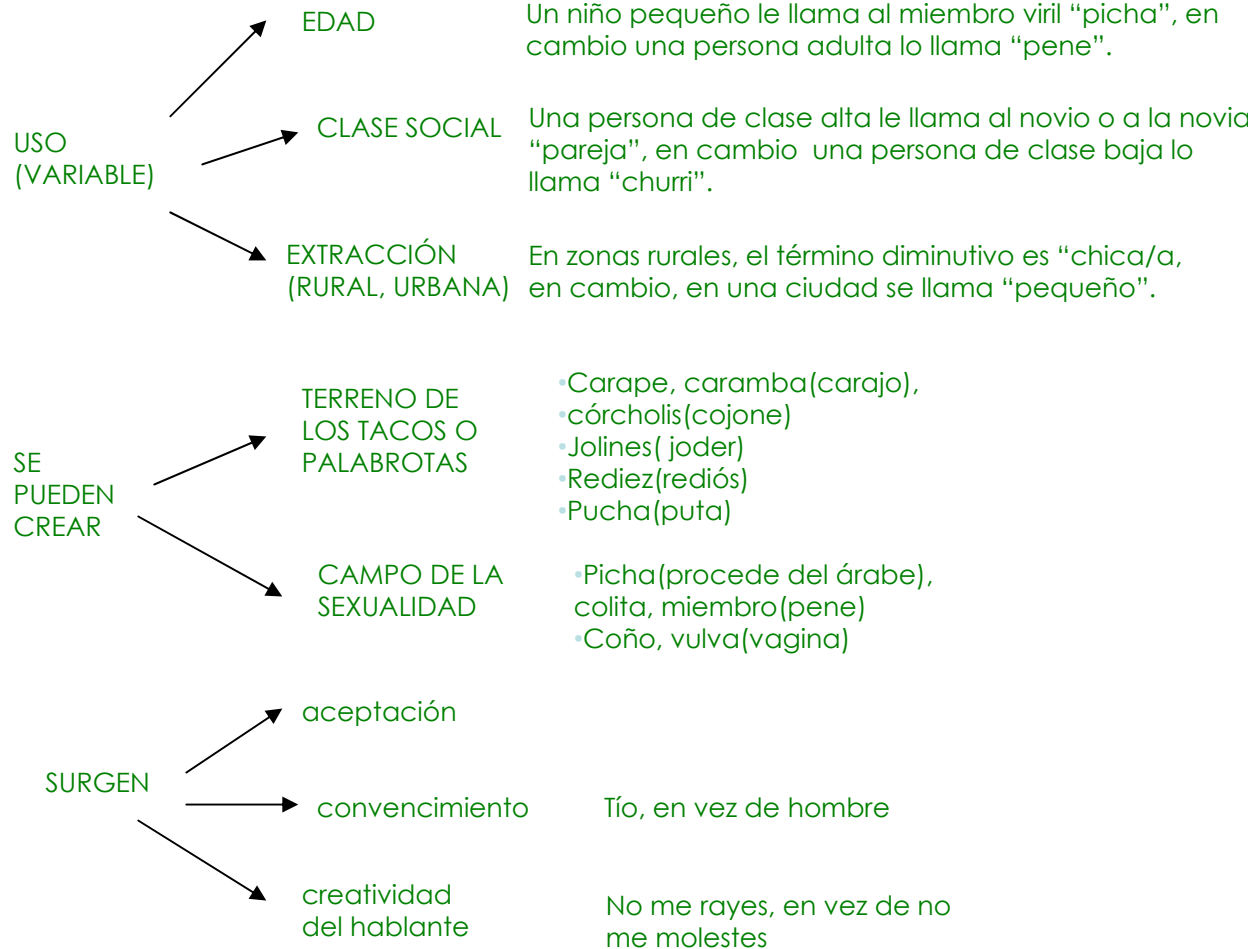 EDAD
Un niño pequeño le llama al miembro viril “picha”, en
cambio una persona adulta lo llama “pene”.
USO
(VARIABLE)
CLASE SOCIAL
Una persona de clase alta le llama al novio o a la novia
“pareja”, en cambio una persona de clase baja lo
llama “churri”.
EXTRACCIÓN
(RURAL, URBANA)
En zonas rurales, el término diminutivo es “chica/a,
en cambio, en una ciudad se llama “pequeño”.
SE
PUEDEN
CREAR
TERRENO DE
LOS TACOS O
PALABROTAS
•Carape, caramba(carajo),
•córcholis(cojone)
•Jolines( joder)
•Rediez(rediós)
•Pucha(puta)
CAMPO DE LA
SEXUALIDAD
•Picha(procede del árabe),
colita, miembro(pene)
•Coño, vulva(vagina)
SURGEN
aceptación
convencimiento
Tío, en vez de hombre
creatividad
del hablante
No me rayes, en vez de no
me molestes